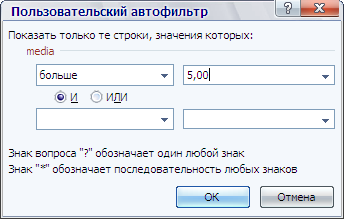 Пользовательский автофильтр
Показать только те строки, значения которых:
media
больше 5,00
И ИЛИ
Знак вопроса "?" обозначает один любой знак
Знак "*" обозначает последовательность любых знаков
ОК Отмена